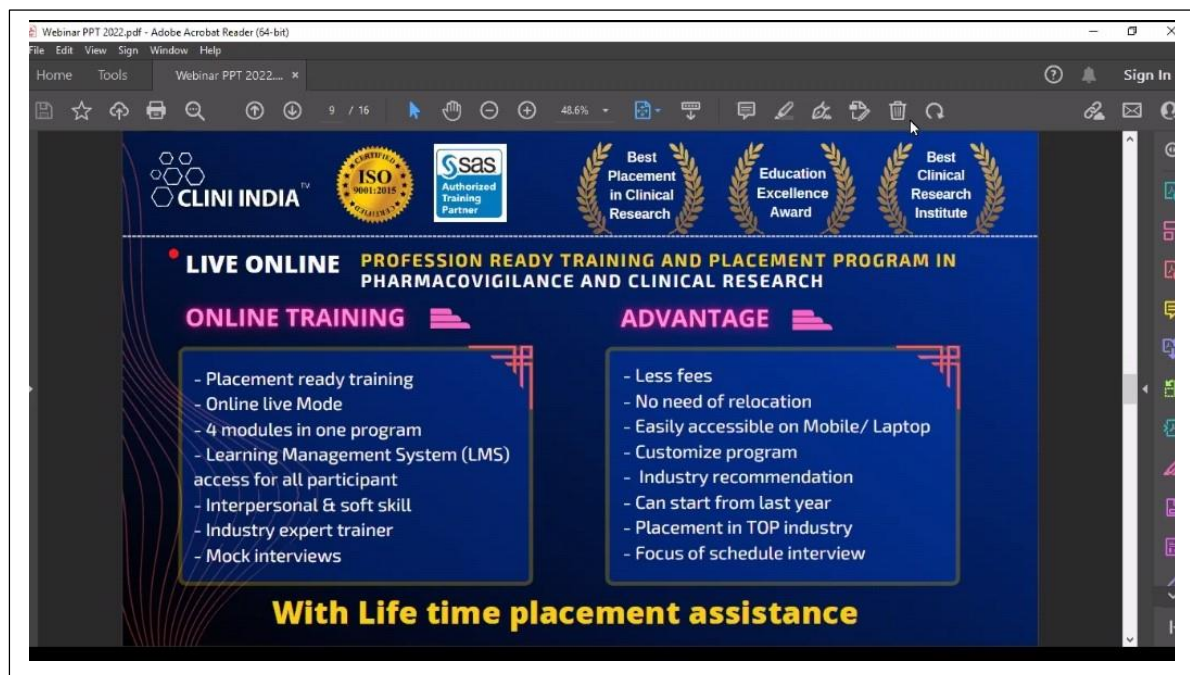 Webinar PPT 2022.pdf - Adobe Acrobat Reader (64-bit)
File Edit View Sign Window Help
Home Tools Webinar PPT 2022.... × Sign In
9 / 16 48.6%
CLINI INDIA TM
CERTIFIED
ISO
9001:2015
CERTIFIED
sas
Authorized
Training
Partner
Best
Placement
in Clinical
Research
Education
Excellence
Award
Best
Clinical
Research
Institute
LIVE ONLINE PROFESSION READY TRAINING AND PLACEMENT PROGRAM IN
PHARMACOVIGILANCE AND CLINICAL RESEARCH
ONLINE TRAINING
- Placement ready training
- Online live Mode
- 4 modules in one program
- Learning Management System (LMS)
access for all participant
- Interpersonal & soft skill
- Industry expert trainer
- Mock interviews
ADVANTAGE
- Less fees
- No need of relocation
- Easily accessible on Mobile/ Laptop
- Customize program
- Industry recommendation
- Can start from last year
- Placement in TOP industry
- Focus of schedule interview
With Life time placement assistance